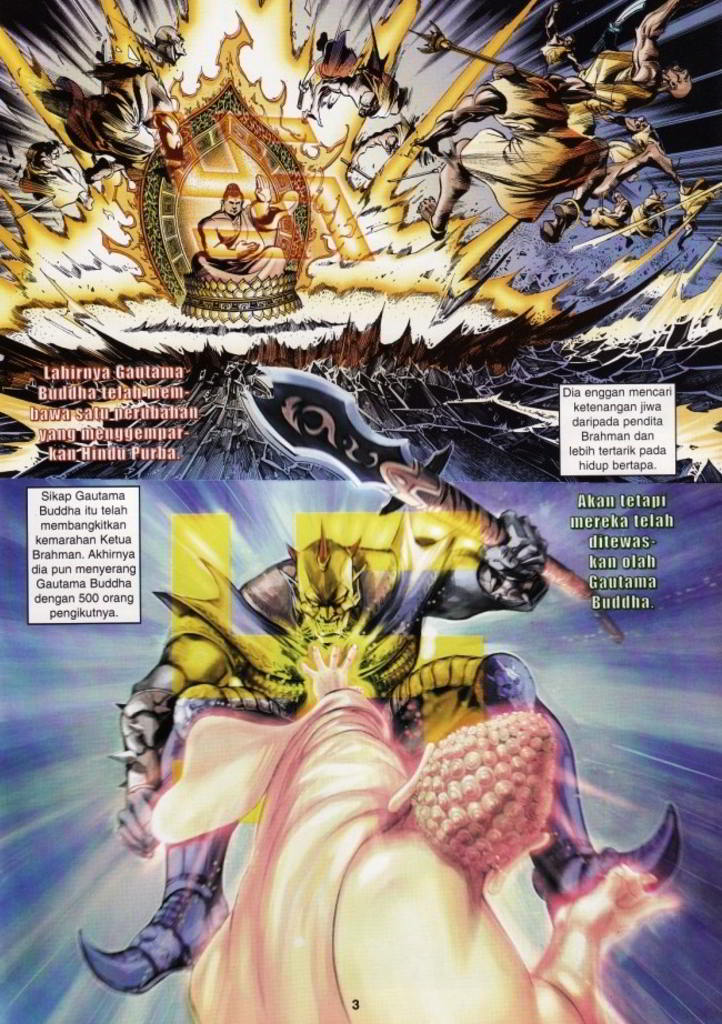 Lahirnya Gautama
Buddha telah mem-
bawa satu perubahan
yang menggempar-
kan Hindu Purba.
Dia enggan mencari
ketenangan jiwa
daripada pendita
Brahman dan
lebih tertarik pada
hidup bertapa.
Sikap Gautama
Buddha itu telah
membangkitkan
kemarahan Ketua
Brahman. Akhirnya
dia pun menyerang
Gautama Buddha
dengan 500 orang
pengikutnya.
Akan tetapi
mereka telah
ditewas-
kan olah
Gautama
Buddha.
3